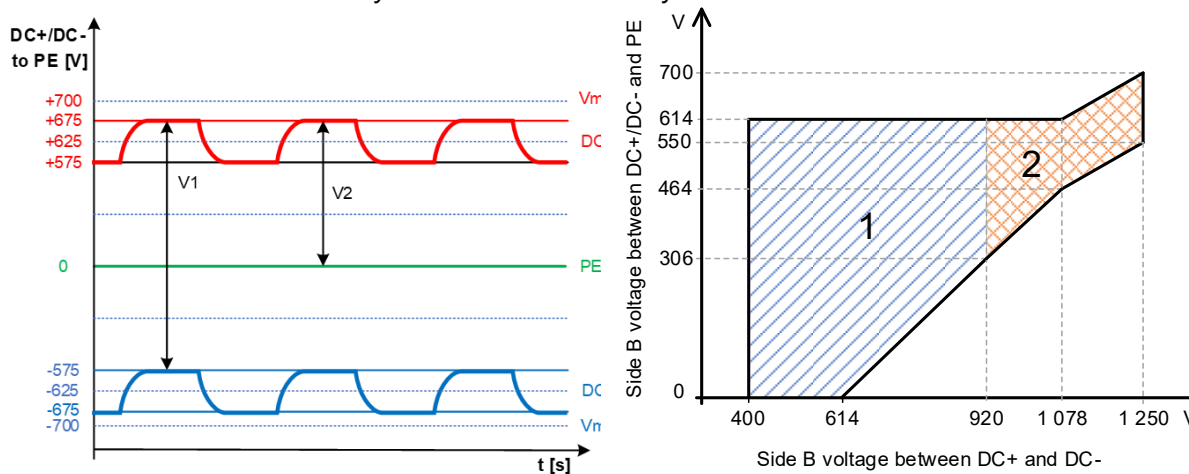 DC+/DC-
to PE [V]
+700
+675
+625
+575
0
-575
-625
-675
-700
V1
V2
PE
t [s]
V
700
614
550
464
306
0
1
2
400 614 920 1 078 1 250 V
Side B voltage between DC+/DC- and PE
Side B voltage between DC+ and DC-